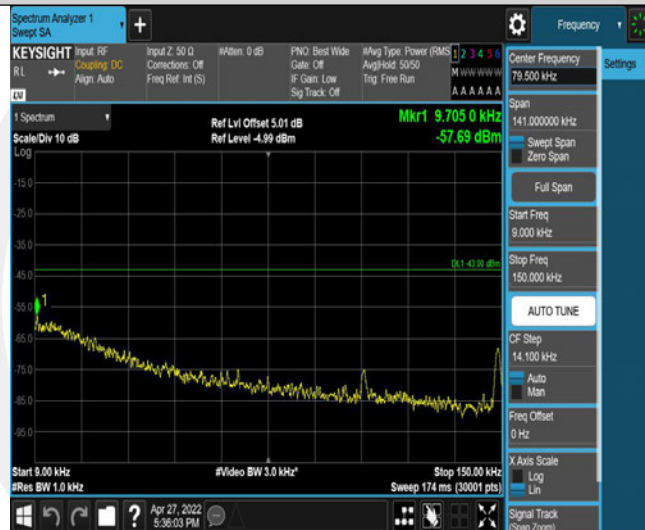 Spectrum Analyzer 1
Swept SA
Frequency
KEYSIGHT
RL
Input: RF
Coupling: DC
Align: Auto
Input Z: 50 Ω
Corrections: Off
Freq Ref: Int (S)
#Atten: 0 dB
PNO: Best Wide
Gate: Off
IF Gain: Low
Sig Track: Off
#Avg Type: Power (RMS
Avg|Hold: 50/50
Trig: Free Run
1 2 3 4 5 6
M W W W W W
A A A A A A
LXI
1 Spectrum
Scale/Div 10 dB
Log
Ref Lvl Offset 5.01 dB
Ref Level -4.99 dBm
Mkr1 9.705 0 kHz
-57.69 dBm
-15.0
-25.0
-35.0
DL1 -43.00 dBm
-45.0
1
-55.0
-65.0
-75.0
-85.0
-95.0
Start 9.00 kHz
#Res BW 1.0 kHz
#Video BW 3.0 kHz*
Stop 150.00 kHz
Sweep 174 ms (30001 pts)
?
Apr 27, 2022
5:36:03 PM
Center Frequency
79.500 kHz
Settings
Span
141.000000 kHz
Swept Span
Zero Span
Full Span
Start Freq
9.000 kHz
Stop Freq
150.000 kHz
AUTO TUNE
CF Step
14.100 kHz
Auto
Man
Freq Offset
0 Hz
X Axis Scale
Log
Lin
Signal Track
(Span Zoom)